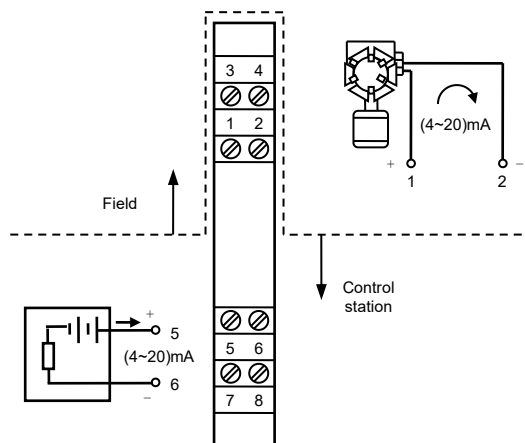 3 4
1 2
(4~20)mA
+ −
1 2
Field
Control
station
+
5
(4~20)mA
6
−
5 6
7 8